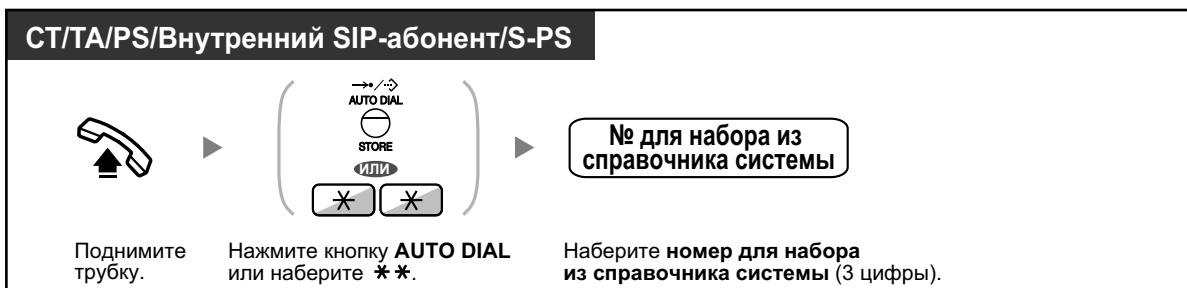 СТ/ТА/PS/Внутренний SIP-абонент/S-PS
AUTO DIAL
STORE
ИЛИ
№ для набора из
справочника системы
Поднимите
трубку.
Нажмите кнопку AUTO DIAL
или наберите ✱✱.
Наберите номер для набора
из справочника системы (3 цифры).